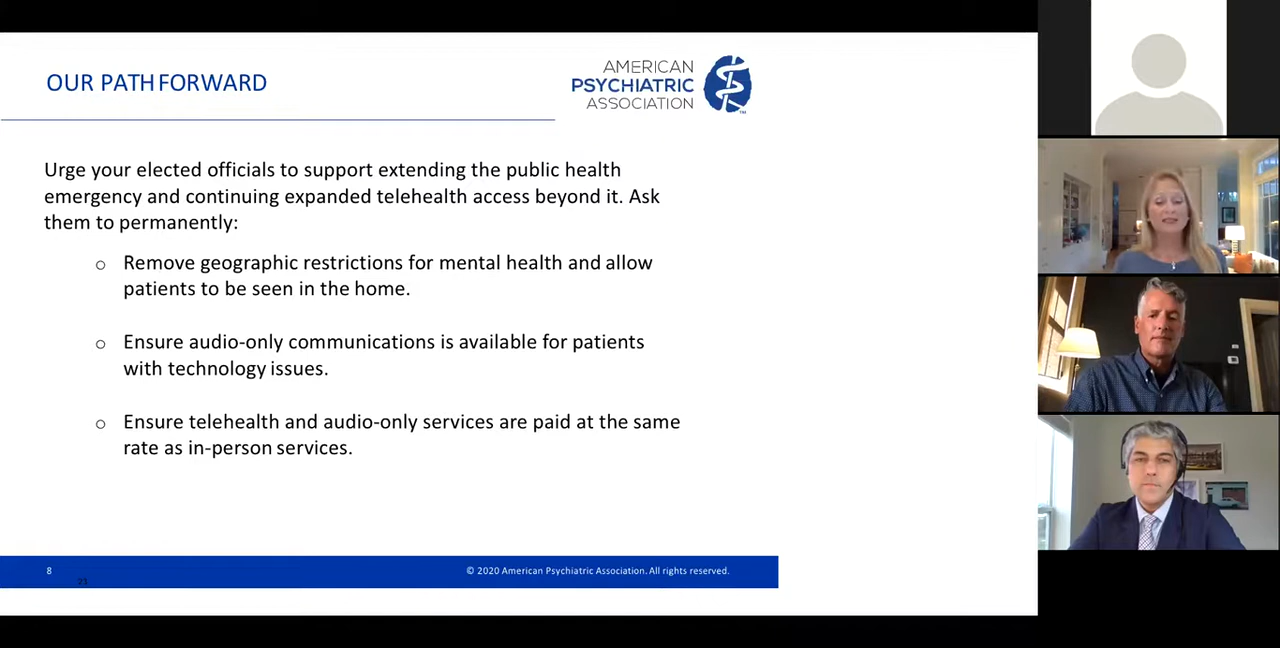 OUR PATH FORWARD
AMERICAN
PSYCHIATRIC
ASSOCIATION
TM
Urge your elected officials to support extending the public health
emergency and continuing expanded telehealth access beyond it. Ask
them to permanently:
o Remove geographic restrictions for mental health and allow
patients to be seen in the home.
o Ensure audio-only communications is available for patients
with technology issues.
o Ensure telehealth and audio-only services are paid at the same
rate as in-person services.
8
21
© 2020 American Psychiatric Association. All rights reserved.